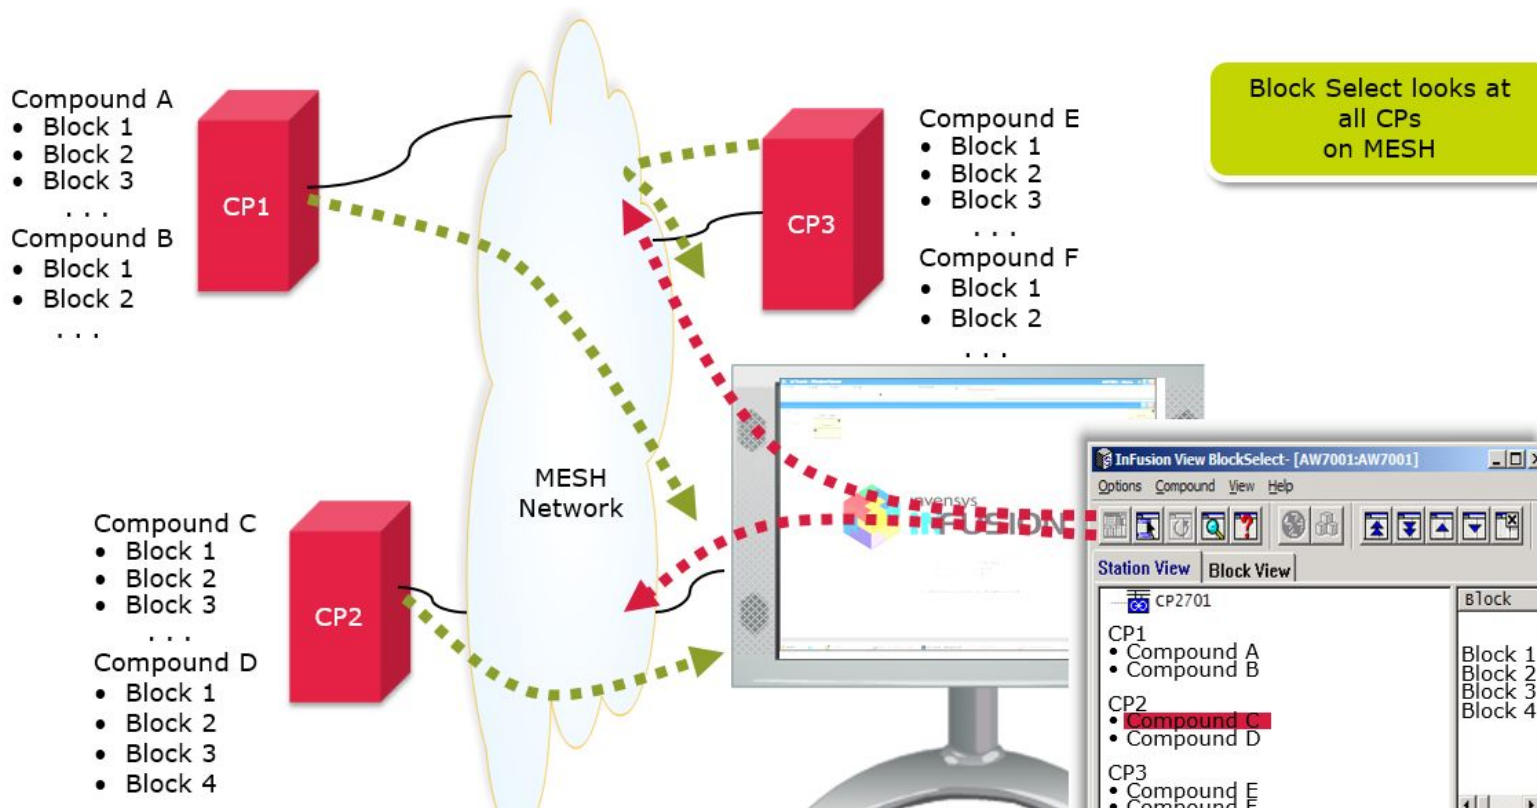 Compound A
• Block 1
• Block 2
• Block 3
. . .
Compound B
• Block 1
• Block 2
. . .
CP1
Compound C
• Block 1
• Block 2
• Block 3
. . .
Compound D
• Block 1
• Block 2
• Block 3
• Block 4
CP2
MESH
Network
CP3
Compound E
• Block 1
• Block 2
• Block 3
. . .
Compound F
• Block 1
• Block 2
. . .
Block Select looks at
all CPs
on MESH
invensys
inFUSION
InFusion View BlockSelect- [AW7001:AW7001]
Options Compound View Help
Station View Block View
CP2701
CP1
• Compound A
• Compound B
CP2
• Compound C
• Compound D
CP3
• Compound E
• Compound F
Block
Block 1
Block 2
Block 3
Block 4